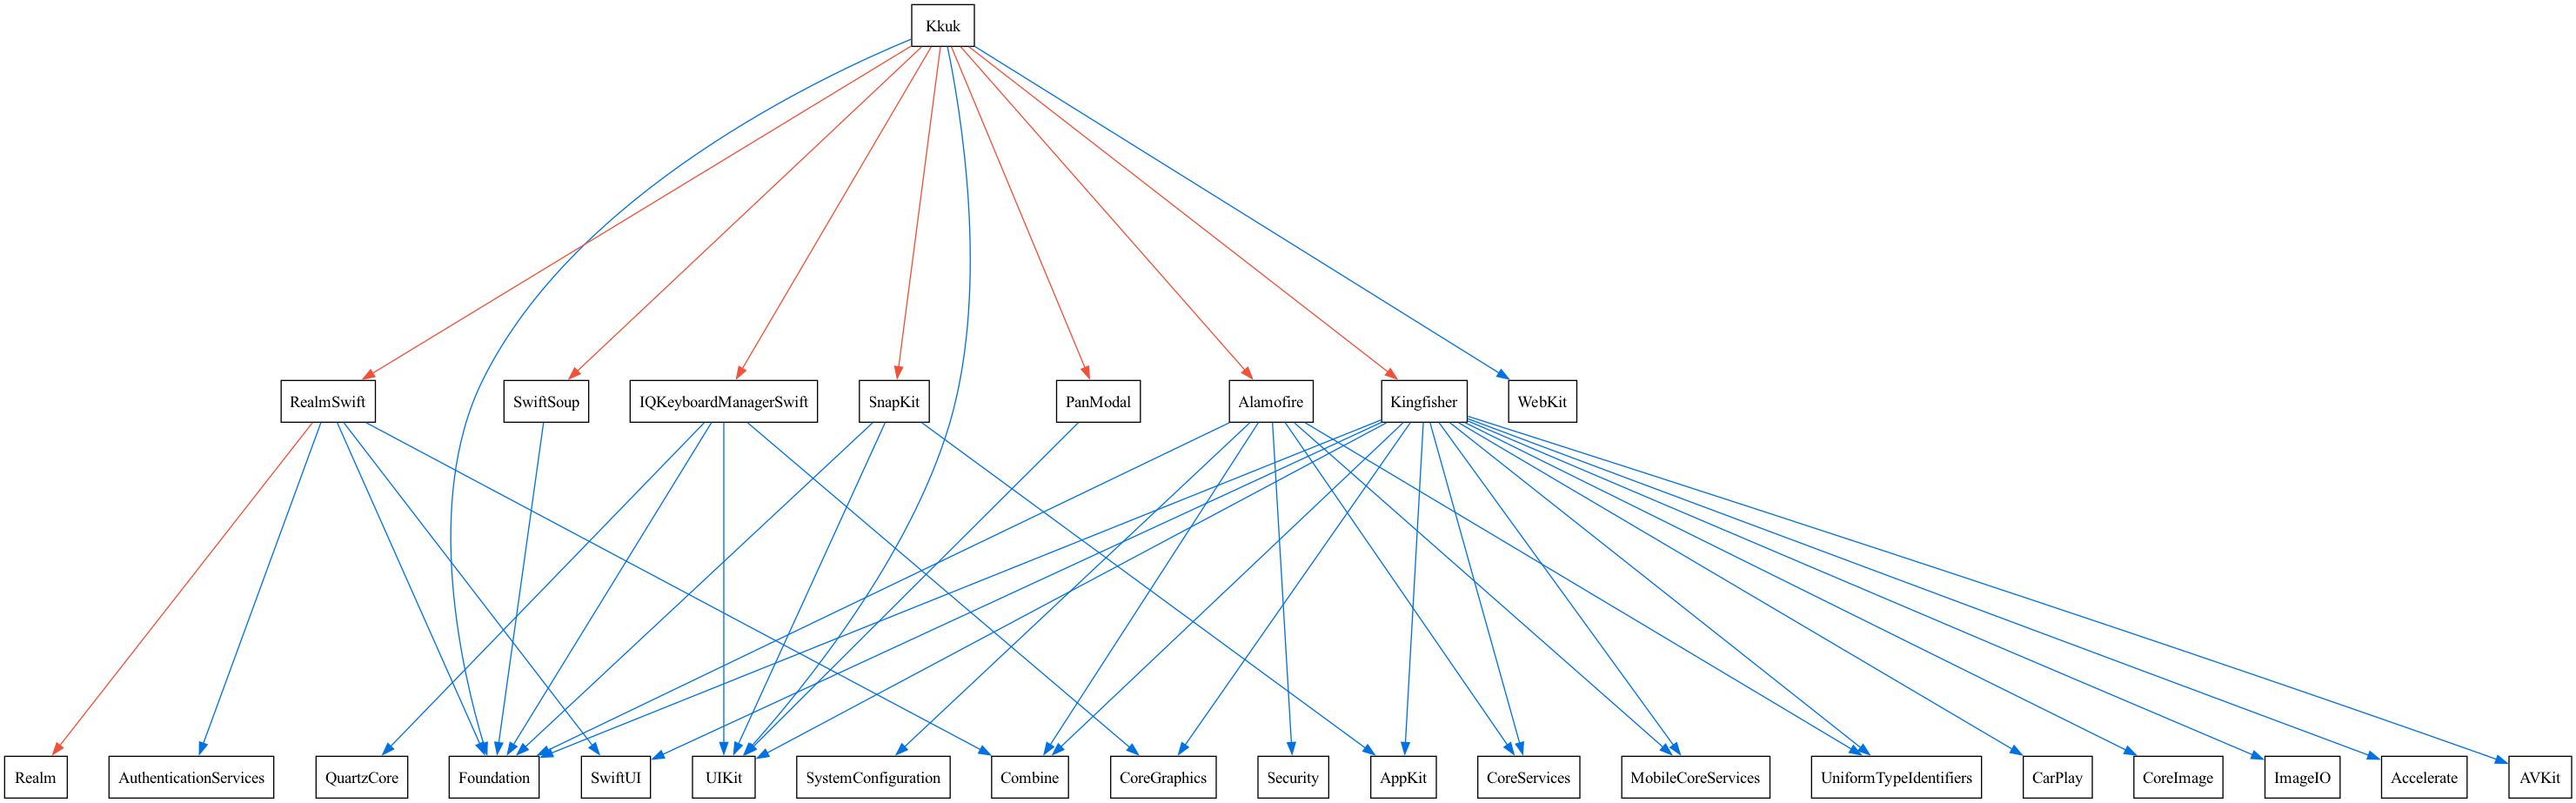 Kkuk
RealmSwift
SwiftSoup
IQKeyboardManagerSwift
SnapKit
PanModal
Alamofire
Kingfisher
WebKit
Realm
AuthenticationServices
QuartzCore
Foundation
SwiftUI
UIKit
SystemConfiguration
Combine
CoreGraphics
Security
AppKit
CoreServices
MobileCoreServices
UniformTypeIdentifiers
CarPlay
CoreImage
ImageIO
Accelerate
AVKit